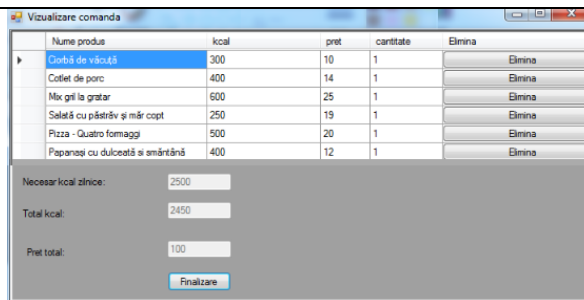 Vizualizare comanda
Nume produs kcal pret cantitate Elimina
Ciorbă de văcuță 300 10 1 Elimina
Cotlet de porc 400 14 1 Elimina
Mix gril la gratar 600 25 1 Elimina
Salată cu păstrăv și măr copt 250 19 1 Elimina
Pizza - Quatro formaggi 500 20 1 Elimina
Papanași cu dulceată si smântână 400 12 1 Elimina
Necesar kcal zilnice: 2500
Total kcal: 2450
Pret total: 100
Finalizare